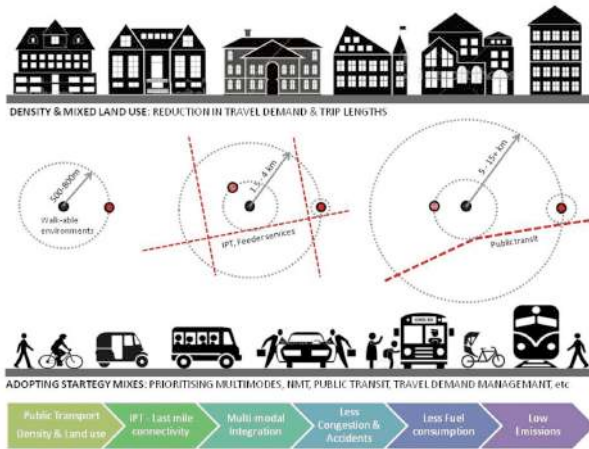 DENSITY & MIXED LAND USE: REDUCTION IN TRAVEL DEMAND & TRIP LENGTHS
500-800m
Walk-able
environments
1.5 - 4 km
IPT, Feeder services
5 - 15+ km
Public transit
ADOPTING STARTEGY MIXES: PRIORITISING MULTIMODES, NMT, PUBLIC TRANSIT, TRAVEL DEMAND MANAGEMANT, etc
Public Transport
Density & Land use
IPT - Last mile
connectivity
Multi-modal
Integration
Less
Congestion &
Accidents
Less Fuel
consumption
Low
Emissions